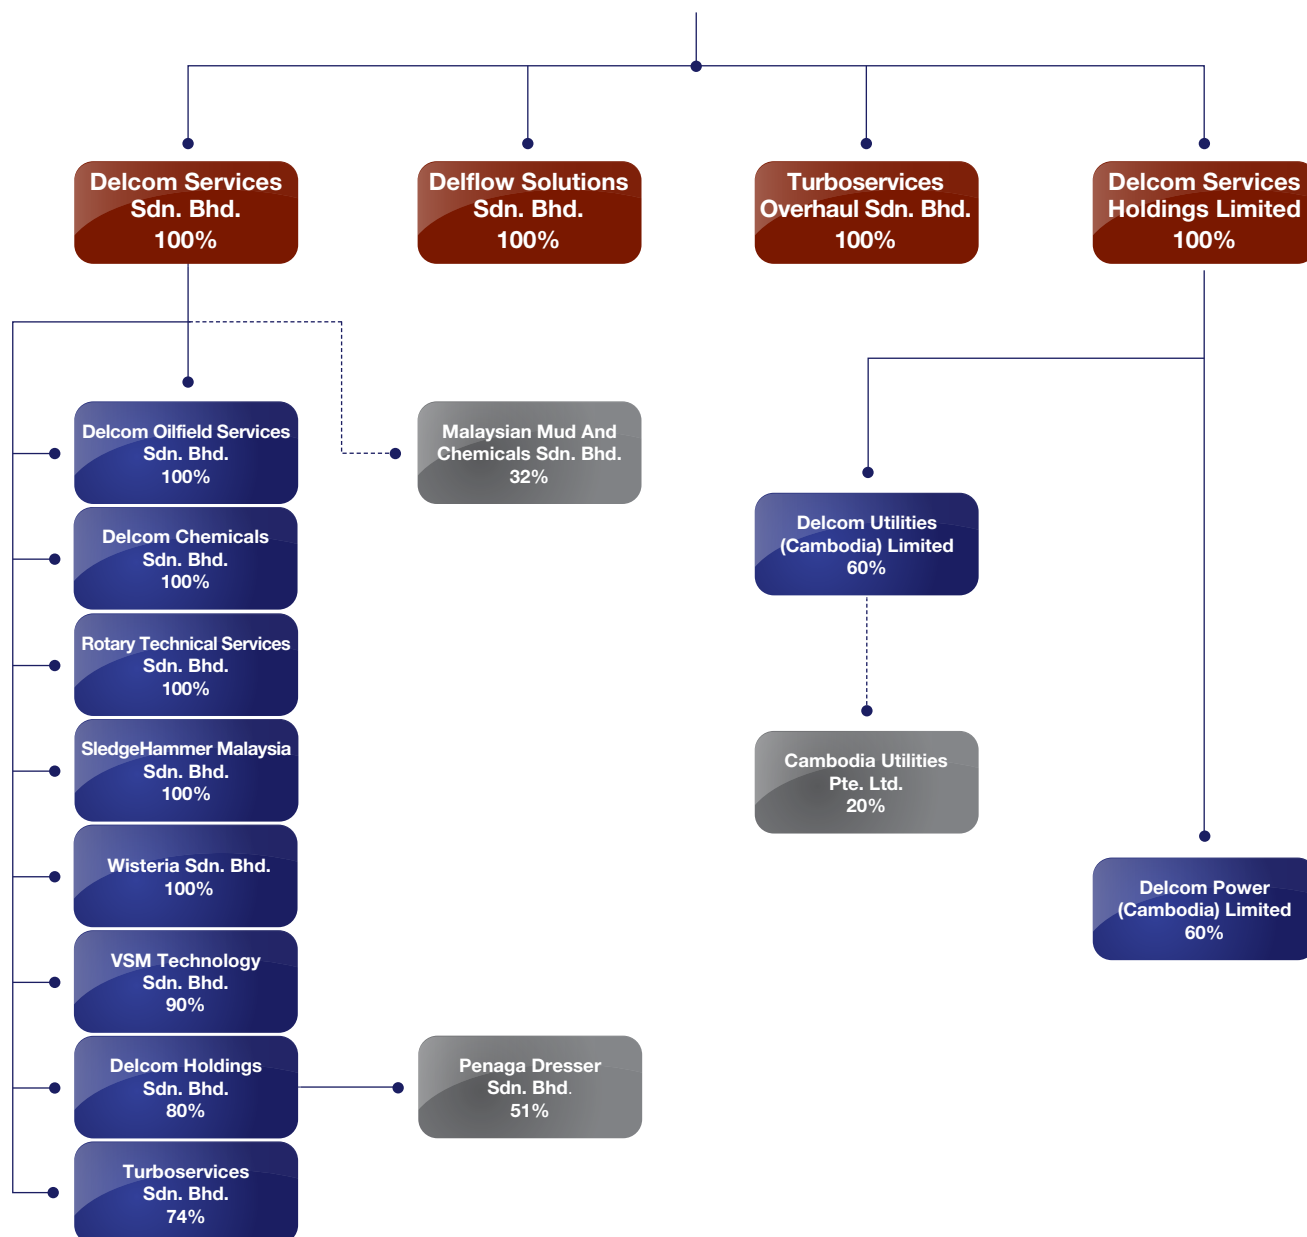 Delcom Services
Sdn. Bhd.
100%
Delflow Solutions
Sdn. Bhd.
100%
Turboservices
Overhaul Sdn. Bhd.
100%
Delcom Services
Holdings Limited
100%
Delcom Oilfield Services
Sdn. Bhd.
100%
Malaysian Mud And
Chemicals Sdn. Bhd.
32%
Delcom Utilities
(Cambodia) Limited
60%
Delcom Chemicals
Sdn. Bhd.
100%
Rotary Technical Services
Sdn. Bhd.
100%
SledgeHammer Malaysia
Sdn. Bhd.
100%
Cambodia Utilities
Pte. Ltd.
20%
Wisteria Sdn. Bhd.
100%
Delcom Power
(Cambodia) Limited
60%
VSM Technology
Sdn. Bhd.
90%
Delcom Holdings
Sdn. Bhd.
80%
Penaga Dresser
Sdn. Bhd.
51%
Turboservices
Sdn. Bhd.
74%